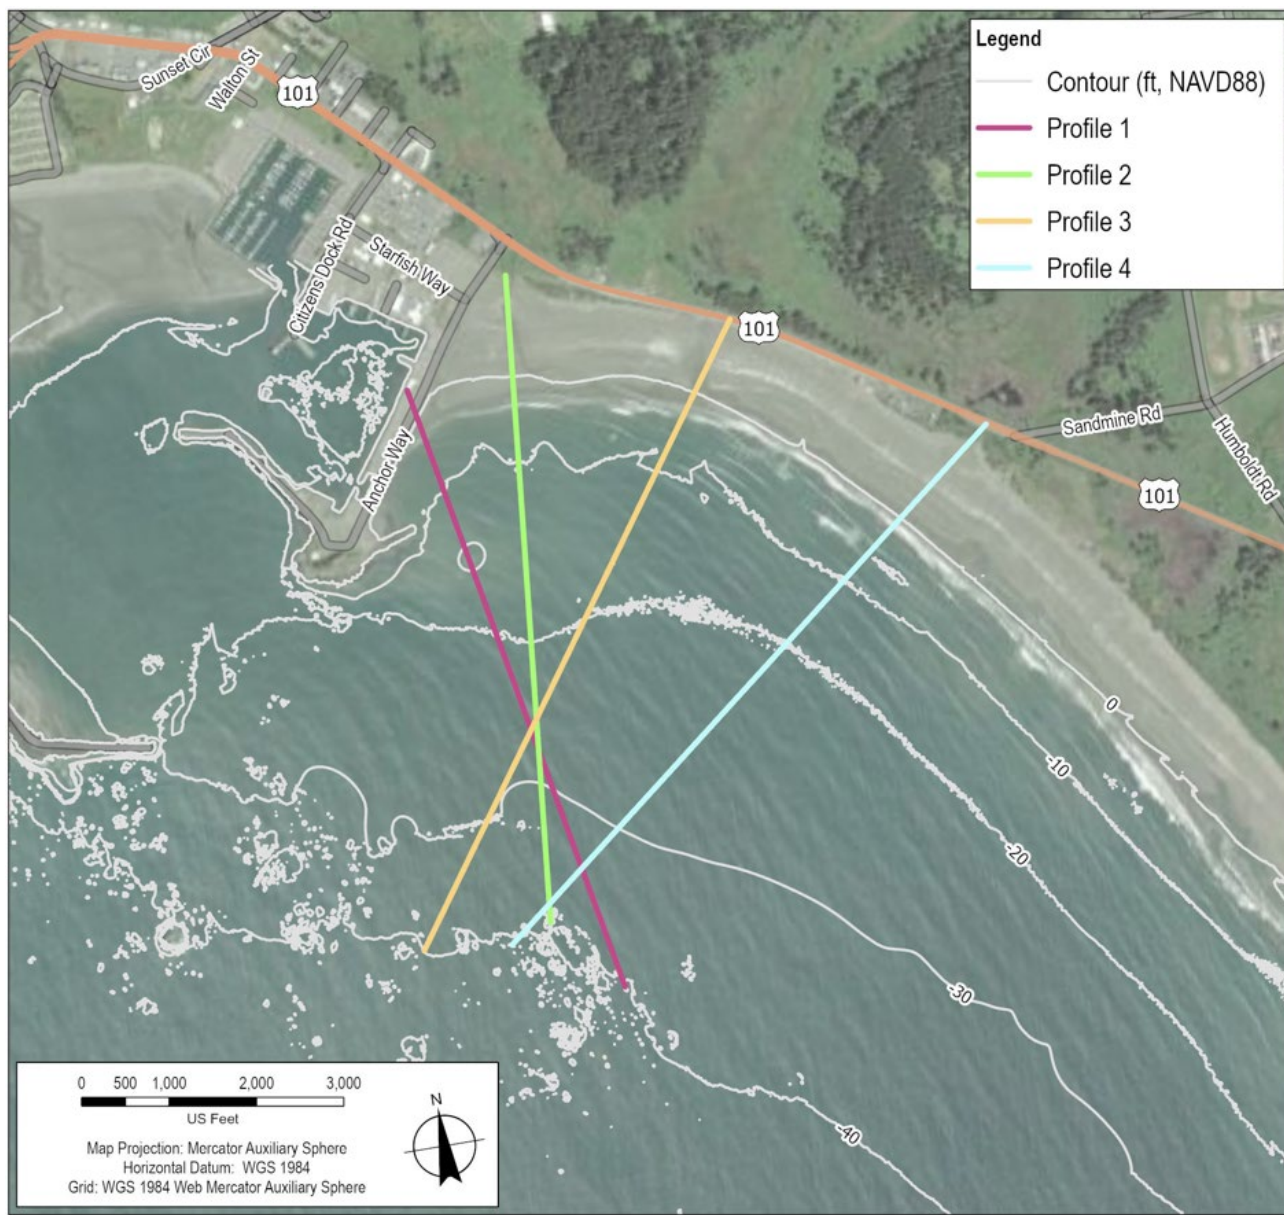 Legend
Contour (ft, NAVD88)
Profile 1
Profile 2
Profile 3
Profile 4
Sunset Cir
Walton St
101
Citizens Dock Rd
Starfish Way
Anchor Way
101
Sandmine Rd
Humboldt Rd
101
0
-10
-20
-30
-40
0 500 1,000 2,000 3,000
US Feet
N
Map Projection: Mercator Auxiliary Sphere
Horizontal Datum: WGS 1984
Grid: WGS 1984 Web Mercator Auxiliary Sphere